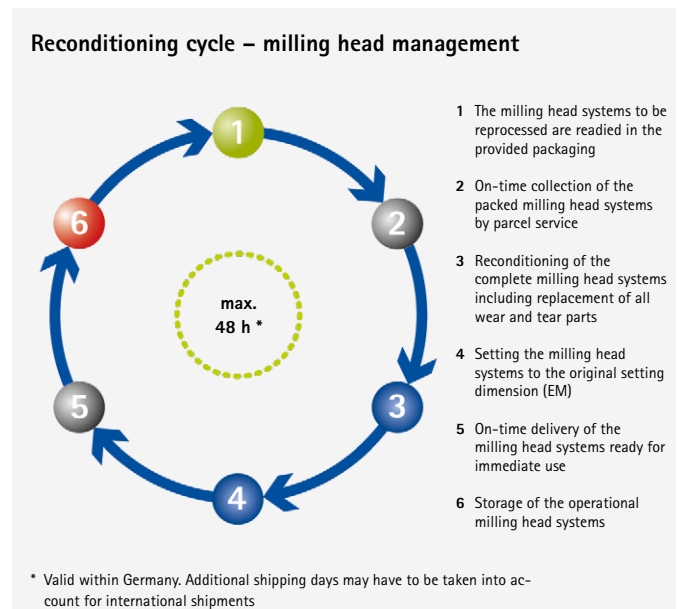 Reconditioning cycle – milling head management
1
2
3
4
5
6
max.
48 h *
1 The milling head systems to be
reprocessed are readied in the
provided packaging
2 On-time collection of the
packed milling head systems
by parcel service
3 Reconditioning of the
complete milling head systems
including replacement of all
wear and tear parts
4 Setting the milling head
systems to the original setting
dimension (EM)
5 On-time delivery of the
milling head systems ready for
immediate use
6 Storage of the operational
milling head systems
* Valid within Germany. Additional shipping days may have to be taken into ac-
count for international shipments